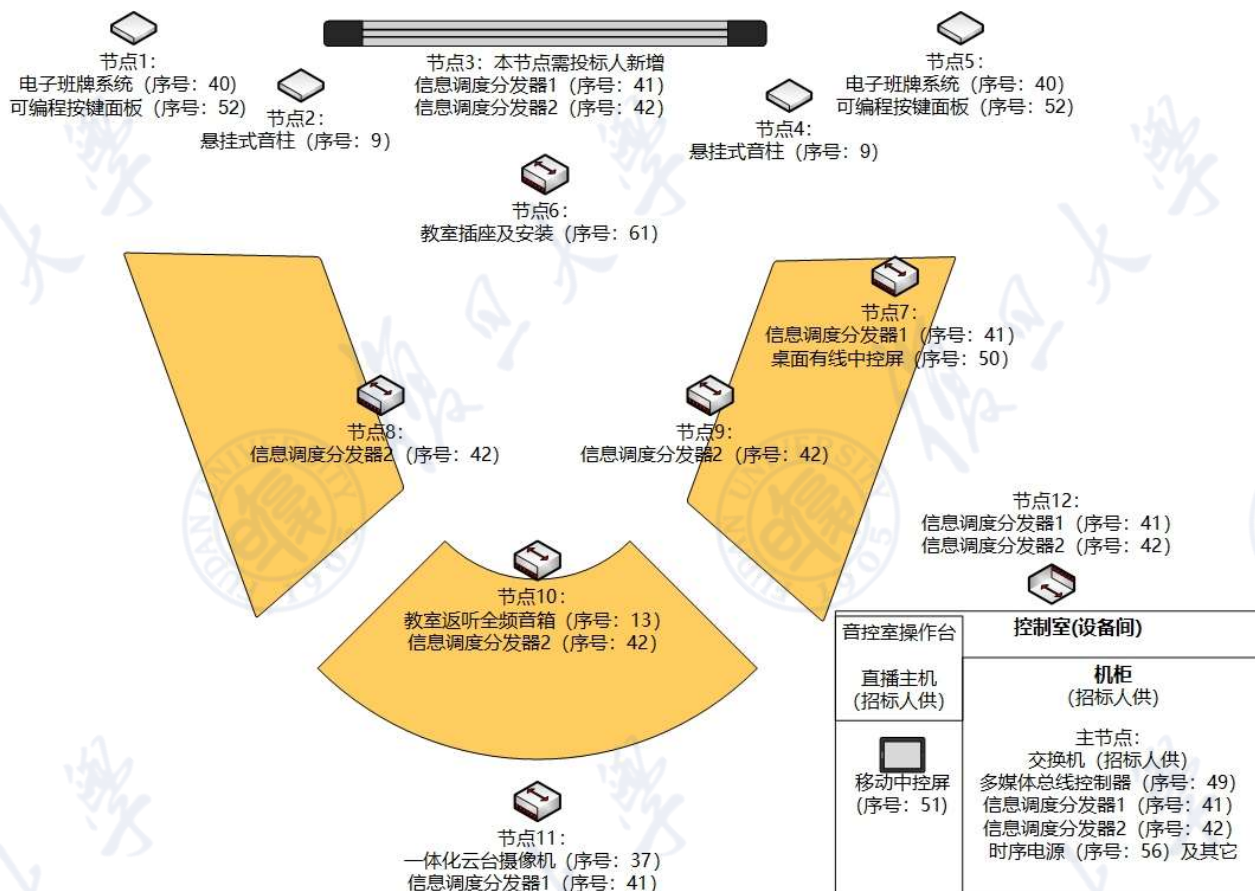 节点1：
电子班牌系统（序号：40）
可编程按键面板（序号：52）
节点2：
悬挂式音柱（序号：9）
节点3：本节点需投标人新增
信息调度分发器1（序号：41）
信息调度分发器2（序号：42）
节点4：
悬挂式音柱（序号：9）
节点5：
电子班牌系统（序号：40）
可编程按键面板（序号：52）
节点6：
教室插座及安装（序号：61）
节点7：
信息调度分发器1（序号：41）
桌面有线中控屏（序号：50）
节点8：
信息调度分发器2（序号：42）
节点9：
信息调度分发器2（序号：42）
节点10：
教室返听全频音箱（序号：13）
信息调度分发器2（序号：42）
节点11：
一体化云台摄像机（序号：37）
信息调度分发器1（序号：41）
节点12：
信息调度分发器1（序号：41）
信息调度分发器2（序号：42）
音控室操作台
直播主机
(招标人供)
移动中控屏
(序号：51)
控制室(设备间)
机柜
(招标人供)
主节点：
交换机（招标人供）
多媒体总线控制器（序号：49）
信息调度分发器1（序号：41）
信息调度分发器2（序号：42）
时序电源（序号：56）及其它